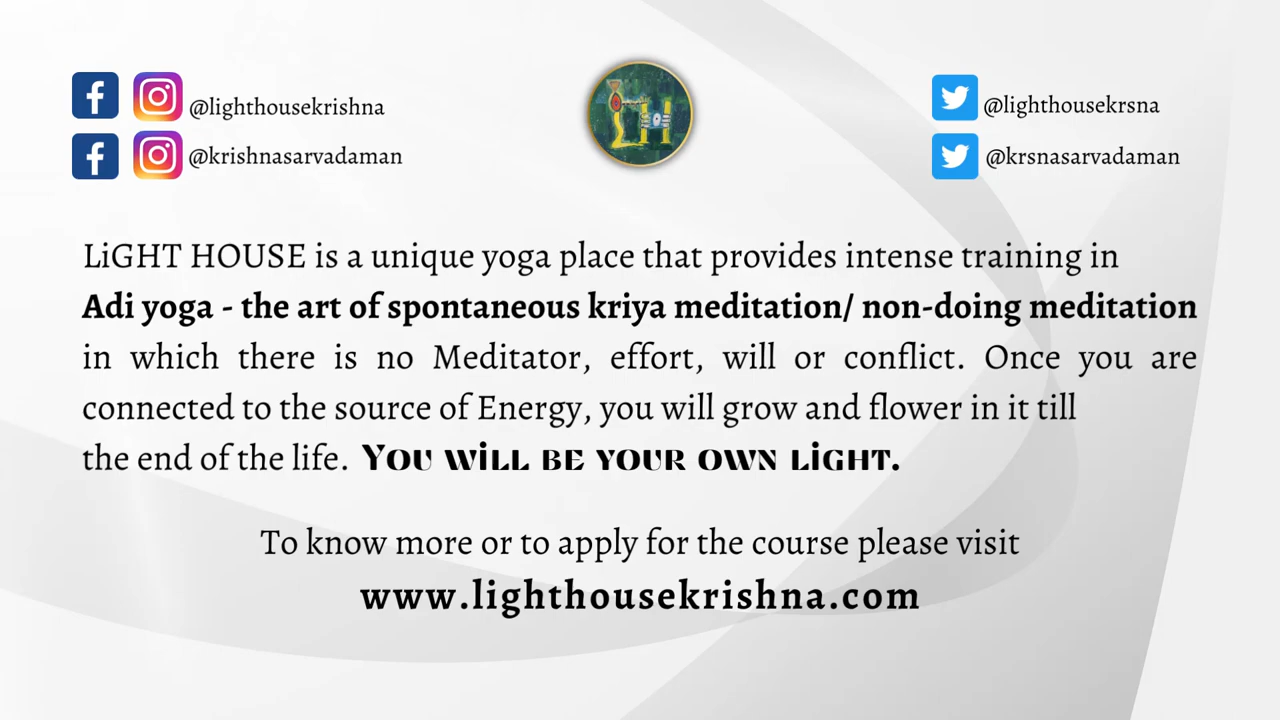 @lighthousekrishna
@krishnasarvadaman
@lighthousekrsna
@krsnasarvadaman
LiGHT HOUSE is a unique yoga place that provides intense training in
Adi yoga - the art of spontaneous kriya meditation/ non-doing meditation
in which there is no Meditator, effort, will or conflict. Once you are
connected to the source of Energy, you will grow and flower in it till
the end of the life. YOU WiLL BE YOUR OWN LiGHT.
To know more or to apply for the course please visit
www.lighthousekrishna.com